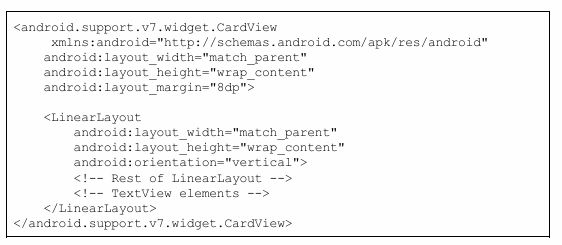 <android.support.v7.widget.CardView
xmlns:android="http://schemas.android.com/apk/res/android"
android:layout_width="match_parent"
android:layout_height="wrap_content"
android:layout_margin="8dp">
<LinearLayout
android:layout_width="match_parent"
android:layout_height="wrap_content"
android:orientation="vertical">
<!-- Rest of LinearLayout -->
<!-- TextView elements -->
</LinearLayout>
</android.support.v7.widget.CardView>